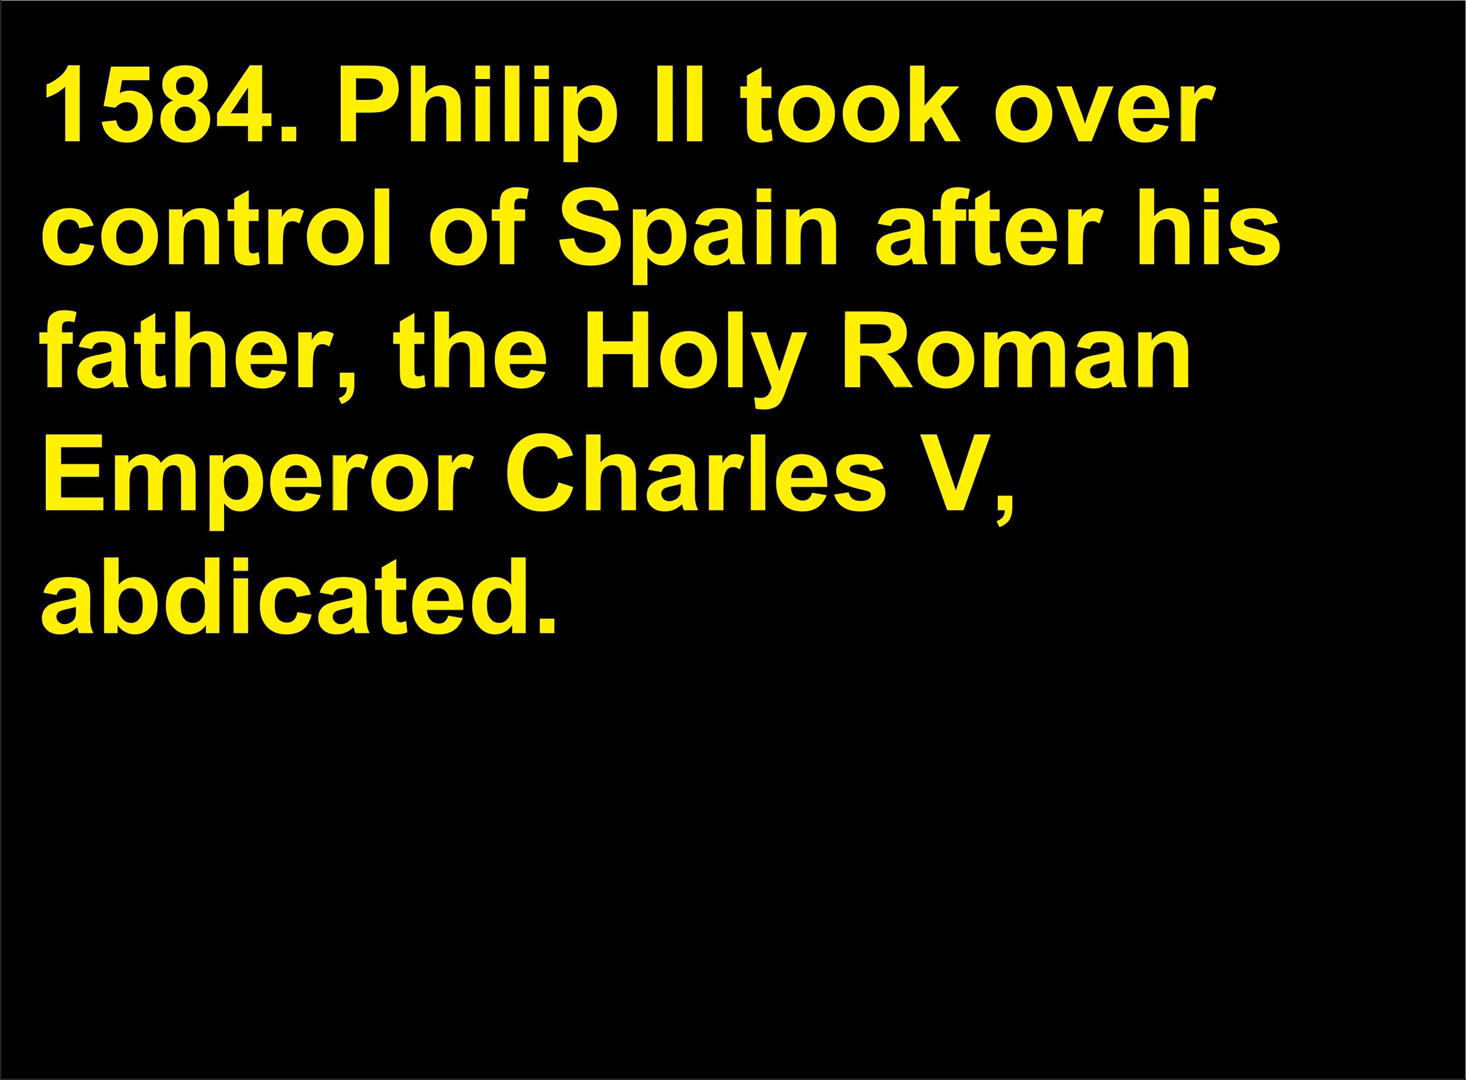 1584. Philip II took over
control of Spain after his
father, the Holy Roman
Emperor Charles V,
abdicated.